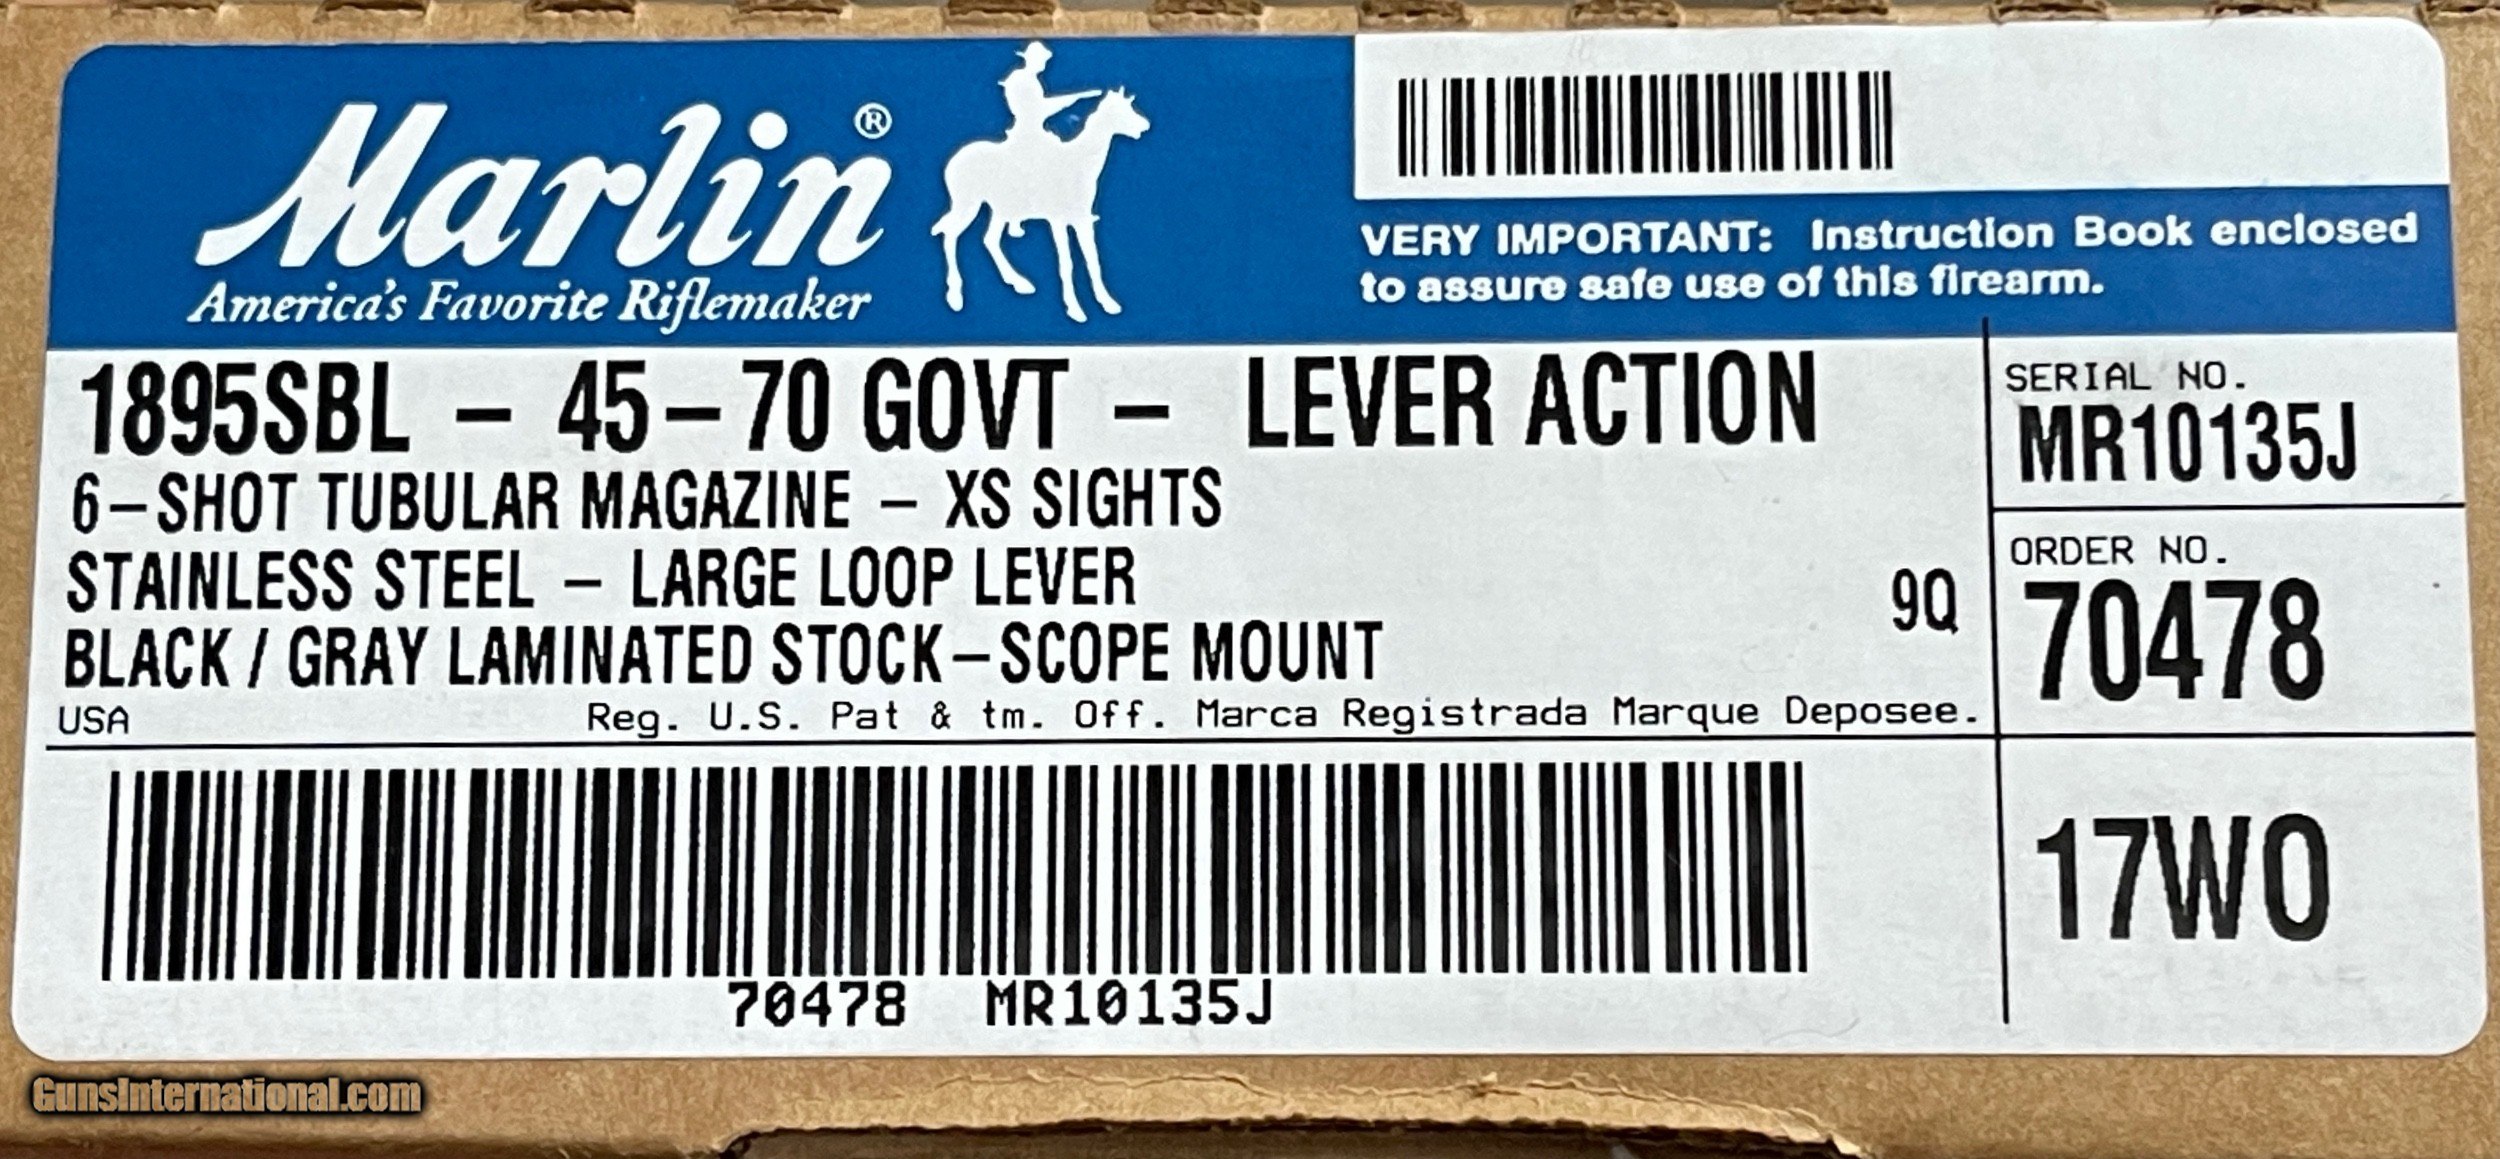 Marlin®
America's Favorite Riflemaker
VERY IMPORTANT: Instruction Book enclosed
to assure safe use of this firearm.
1895SBL - 45-70 GOVT - LEVER ACTION
6-SHOT TUBULAR MAGAZINE - XS SIGHTS
STAINLESS STEEL - LARGE LOOP LEVER
BLACK / GRAY LAMINATED STOCK-SCOPE MOUNT
9Q
USA Reg. U.S. Pat & tm. Off. Marca Registrada Marque Deposee.
SERIAL NO.
MR10135J
ORDER NO.
70478
70478 MR10135J
17WO
GunsInternational.com